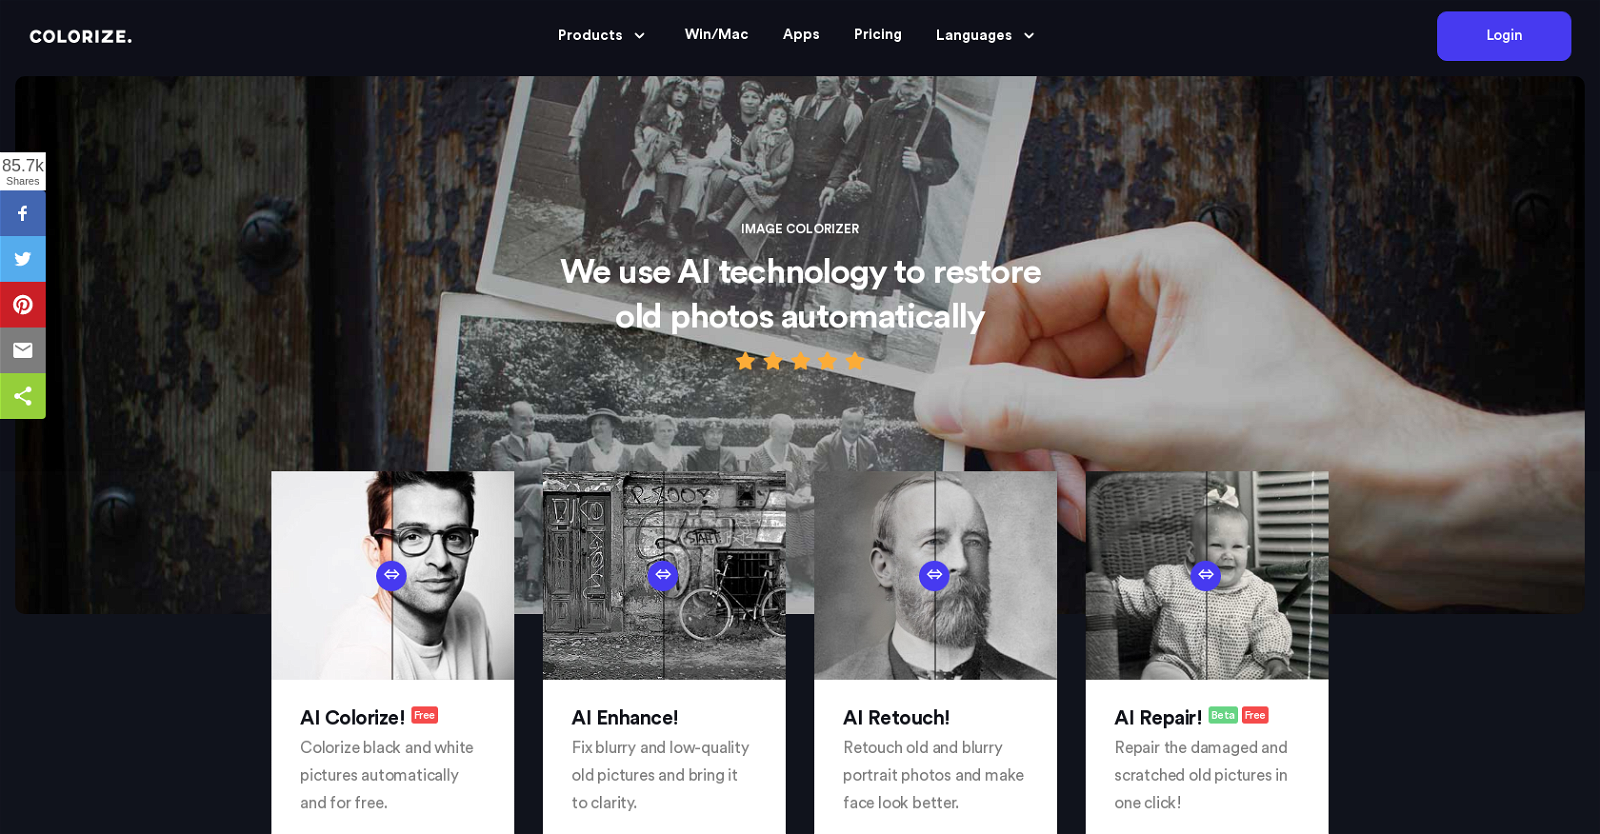 COLORIZE.
Products
Win/Mac
Apps
Pricing
Languages
Login
85.7k
Shares
IMAGE COLORIZER
We use AI technology to restore
old photos automatically
START
AI Colorize! Free
Colorize black and white
pictures automatically
and for free.
AI Enhance!
Fix blurry and low-quality
old pictures and bring it
to clarity.
AI Retouch!
Retouch old and blurry
portrait photos and make
face look better.
AI Repair! Beta Free
Repair the damaged and
scratched old pictures in
one click!